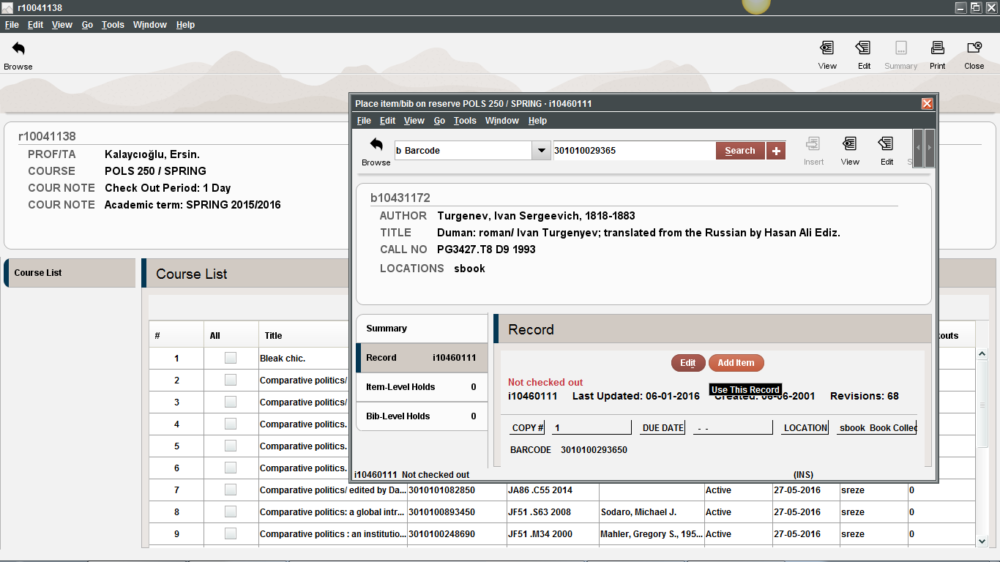 r10041138
File Edit View Go Tools Window Help
Browse View Edit Summary Print Close
r10041138
PROF/TA Kalaycıoğlu, Ersin.
COURSE POLS 250 / SPRING
COUR NOTE Check Out Period: 1 Day
COUR NOTE Academic term: SPRING 2015/2016
Course List
Course List
# All Title kouts
1 Bleak chic.
2 Comparative politics/
3 Comparative politics/
4 Comparative politics.
5 Comparative politics.
6 Comparative politics.
7 Comparative politics/ edited by Da... 3010101082850 JA86 .C55 2014 Active 27-05-2016 sreze 0
8 Comparative politics: a global intr... 3010100893450 JF51 .S63 2008 Sodaro, Michael J. Active 27-05-2016 sreze 0
9 Comparative politics : an institutio... 3010100248690 JF51 .M34 2000 Mahler, Gregory S., 195... Active 27-05-2016 sreze 0
Place item/bib on reserve POLS 250 / SPRING · i10460111
File Edit View Go Tools Window Help
Browse b Barcode 301010029365 Search + Insert View Edit S
b10431172
AUTHOR Turgenev, Ivan Sergeevich, 1818-1883
TITLE Duman: roman/ Ivan Turgenyev; translated from the Russian by Hasan Ali Ediz.
CALL NO PG3427.T8 D9 1993
LOCATIONS sbook
Summary
Record i10460111
Item-Level Holds 0
Bib-Level Holds 0
Record
Edit Add Item
Not checked out
Use This Record
i10460111 Last Updated: 06-01-2016 Created: 08-06-2001 Revisions: 68
COPY # 1 DUE DATE - - LOCATION sbook Book Collec
BARCODE 3010100293650
i10460111 Not checked out (INS)